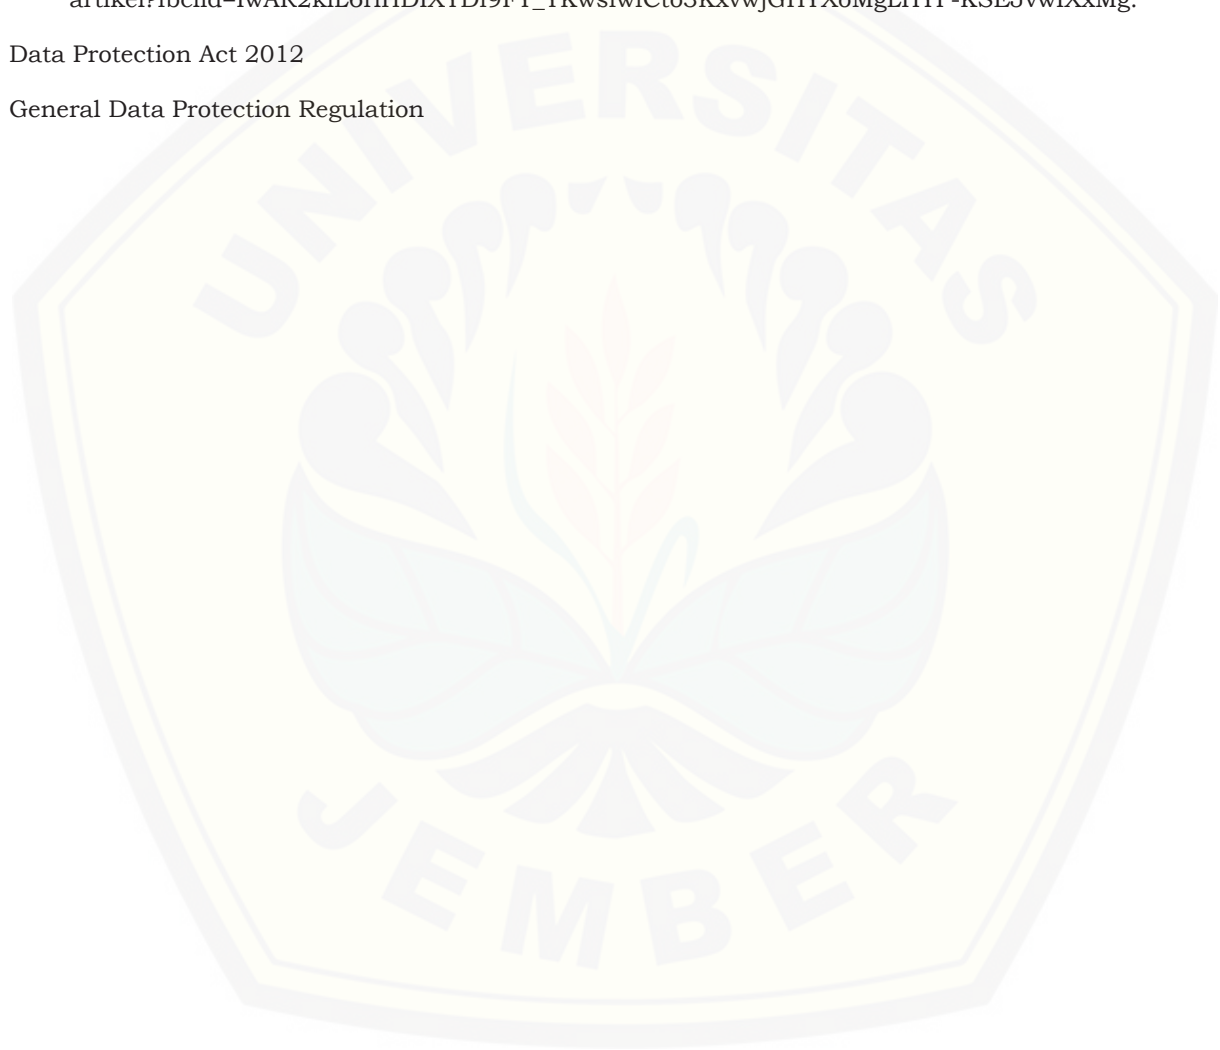 Data Protection Act 2012
General Data Protection Regulation
UNIVERSITAS
JEMBER